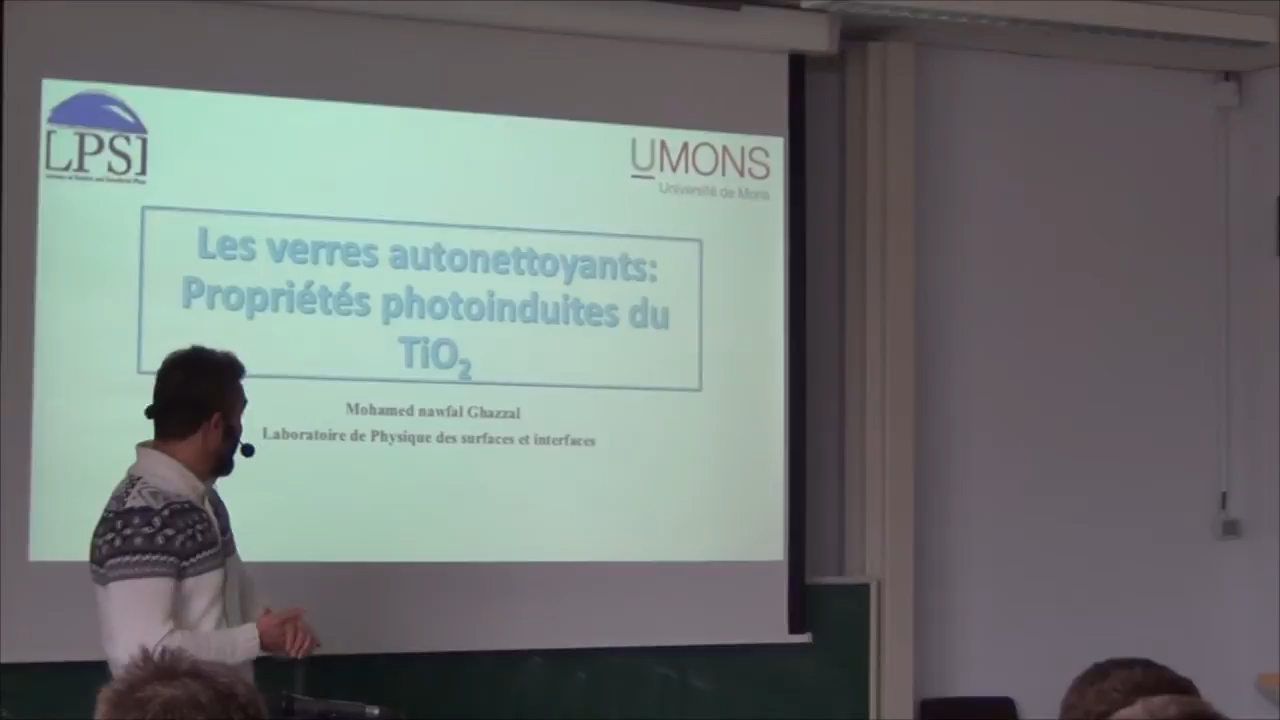 LPSI
UMONS
Université de Mons
Les verres autonettoyants:
Propriétés photoinduites du
TiO₂
Mohamed nawfal Ghazzal
Laboratoire de Physique des surfaces et interfaces